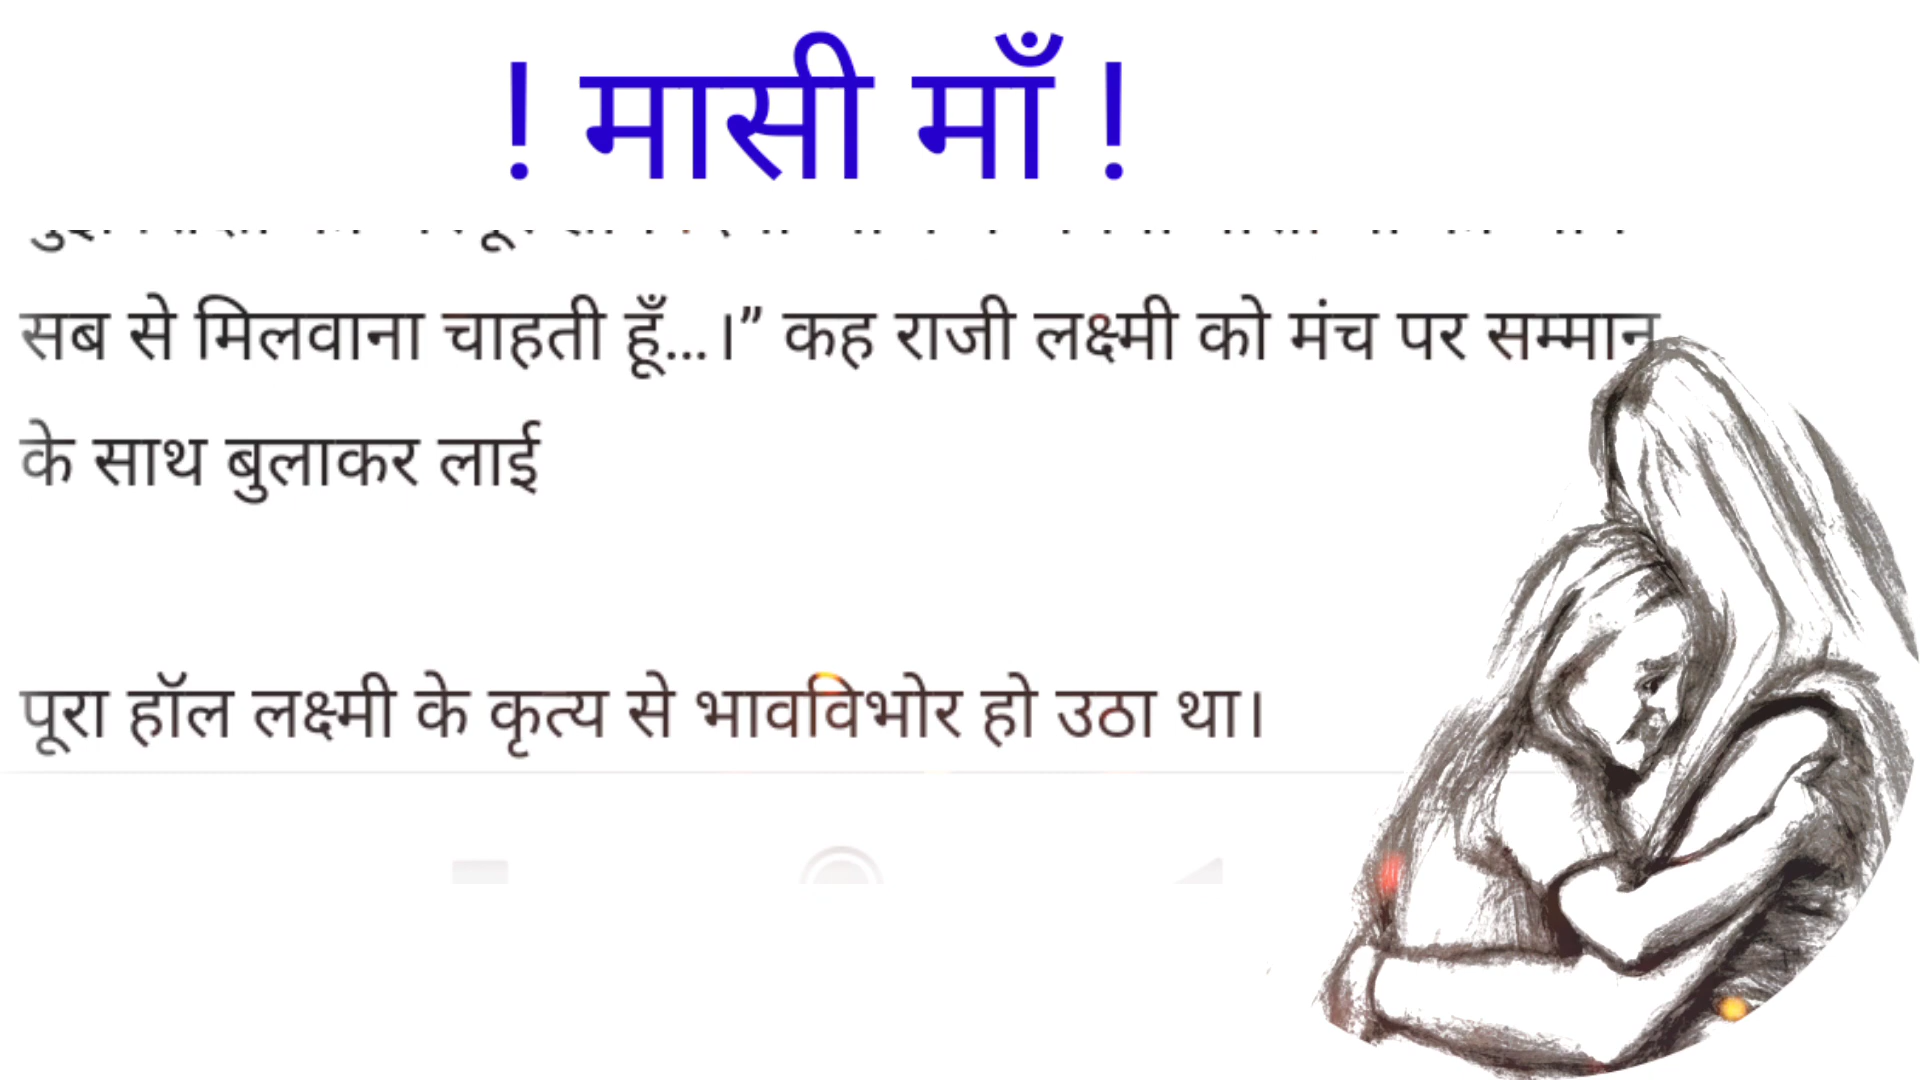 ! मासी माँ !
सब से मिलवाना चाहती हूँ...।” कह राजी लक्ष्मी को मंच पर सम्मान
के साथ बुलाकर लाई
पूरा हॉल लक्ष्मी के कृत्य से भावविभोर हो उठा था।